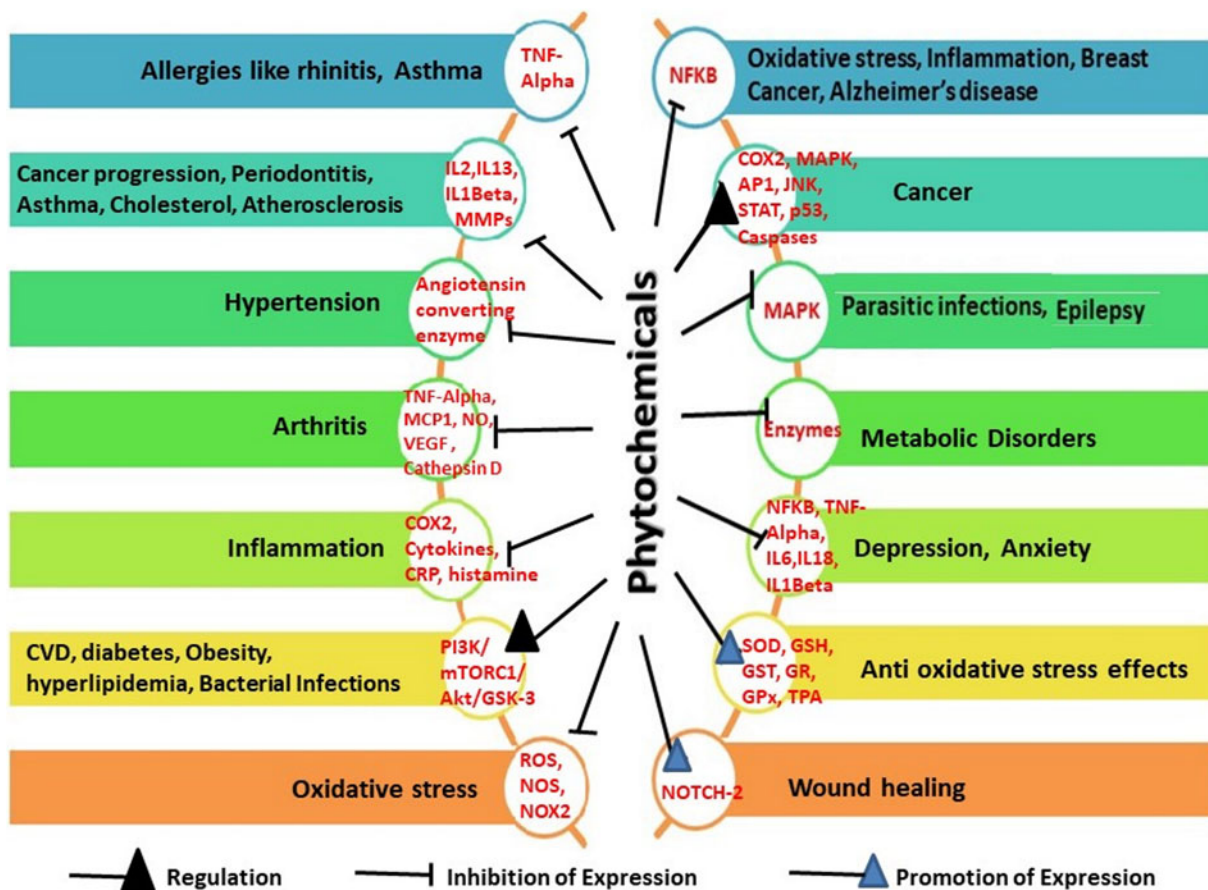 Allergies like rhinitis, Asthma
TNF-
Alpha
Cancer progression, Periodontitis,
Asthma, Cholesterol, Atherosclerosis
IL2,IL13,
IL1Beta,
MMPs
Hypertension
Angiotensin
converting
enzyme
Arthritis
TNF-Alpha,
MCP1, NO,
VEGF ,
Cathepsin D
Inflammation
COX2,
Cytokines,
CRP, histamine
CVD, diabetes, Obesity,
hyperlipidemia, Bacterial Infections
PI3K/
mTORC1/
Akt/GSK-3
Oxidative stress
ROS,
NOS,
NOX2
Phytochemicals
NFKB
Oxidative stress, Inflammation, Breast
Cancer, Alzheimer's disease
COX2, MAPK,
AP1, JNK,
STAT, p53,
Caspases
Cancer
MAPK
Parasitic infections, Epilepsy
Enzymes
Metabolic Disorders
NFKB, TNF-
Alpha,
IL6,IL18,
IL1Beta
Depression, Anxiety
SOD, GSH,
GST, GR,
GPx, TPA
Anti oxidative stress effects
NOTCH-2
Wound healing
Regulation
Inhibition of Expression
Promotion of Expression